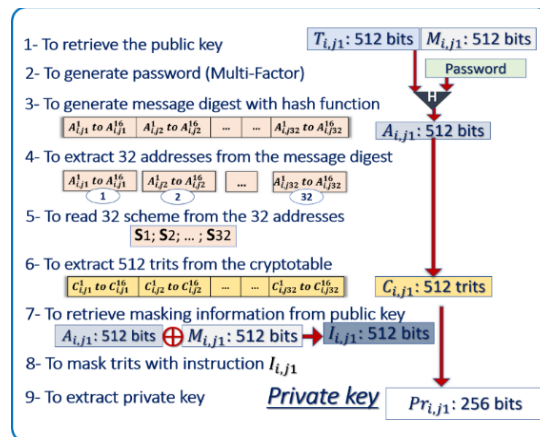 T_{i,j1}: 512 bits M_{i,j1}: 512 bits
1- To retrieve the public key
2- To generate password (Multi-Factor)
Password
3- To generate message digest with hash function
H
A^1_{i,j1} to A^16_{i,j1} A^1_{i,j2} to A^16_{i,j2} ... ... A^1_{i,j32} to A^16_{i,j32}
A_{i,j1}: 512 bits
4- To extract 32 addresses from the message digest
A^1_{i,j1} to A^16_{i,j1} A^1_{i,j2} to A^16_{i,j2} ... A^1_{i,j32} to A^16_{i,j32}
1 2 32
5- To read 32 scheme from the 32 addresses
S1; S2; ... ; S32
6- To extract 512 trits from the cryptotable
C^1_{i,j1} to C^16_{i,j1} C^1_{i,j2} to C^16_{i,j2} ... ... C^1_{i,j32} to C^16_{i,j32}
C_{i,j1}: 512 trits
7- To retrieve masking information from public key
A_{i,j1}: 512 bits ⊕ M_{i,j1}: 512 bits I_{i,j1}: 512 bits
8- To mask trits with instruction I_{i,j1}
9- To extract private key
Private key
Pr_{i,j1}: 256 bits